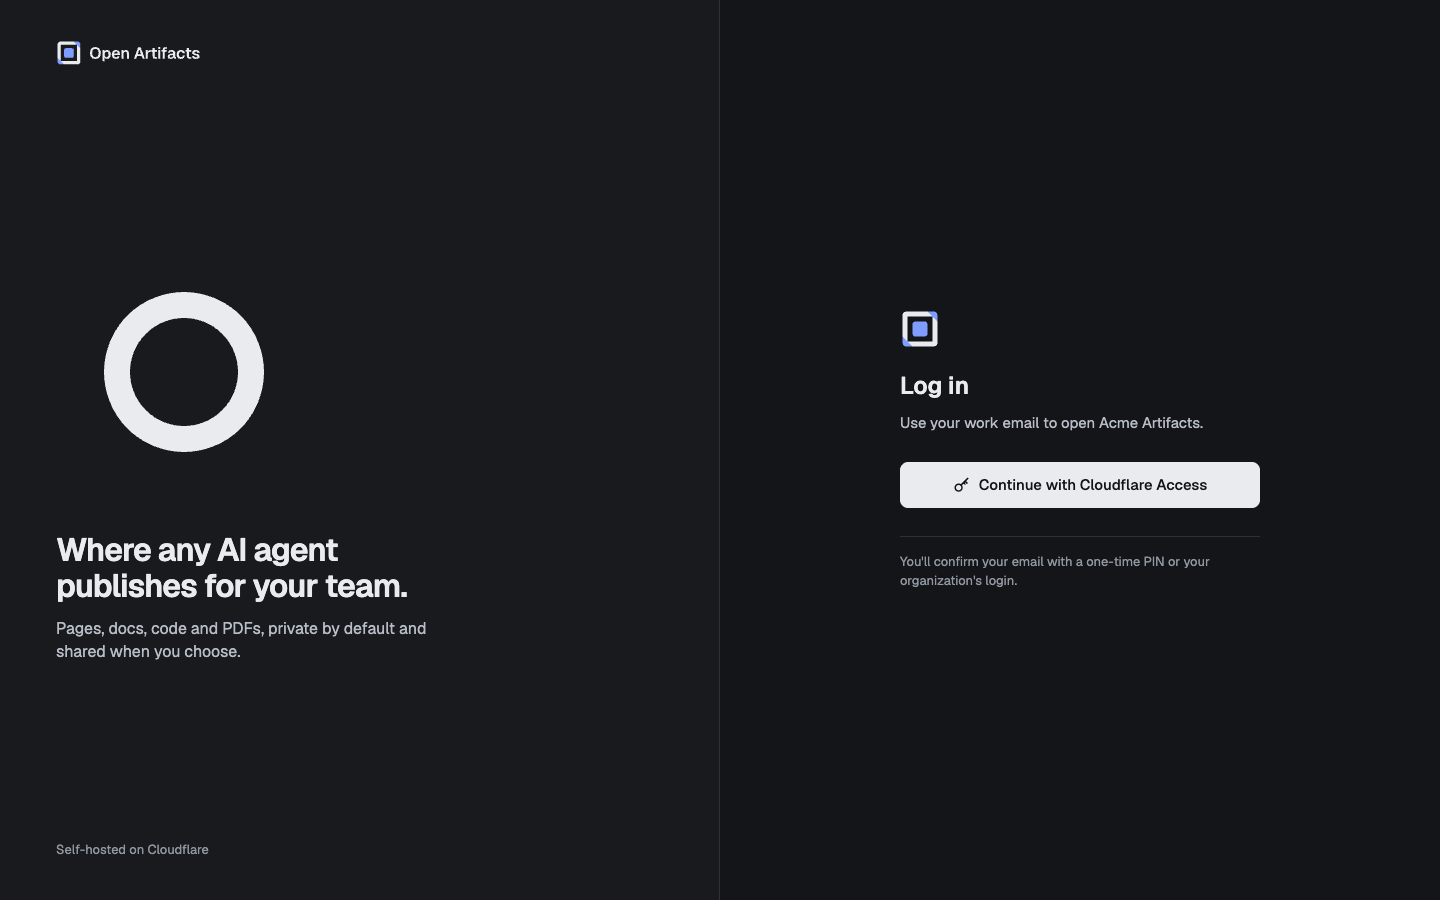 Open Artifacts
Where any AI agent
publishes for your team.
Pages, docs, code and PDFs, private by default and
shared when you choose.
Self-hosted on Cloudflare
Log in
Use your work email to open Acme Artifacts.
Continue with Cloudflare Access
You'll confirm your email with a one-time PIN or your
organization's login.